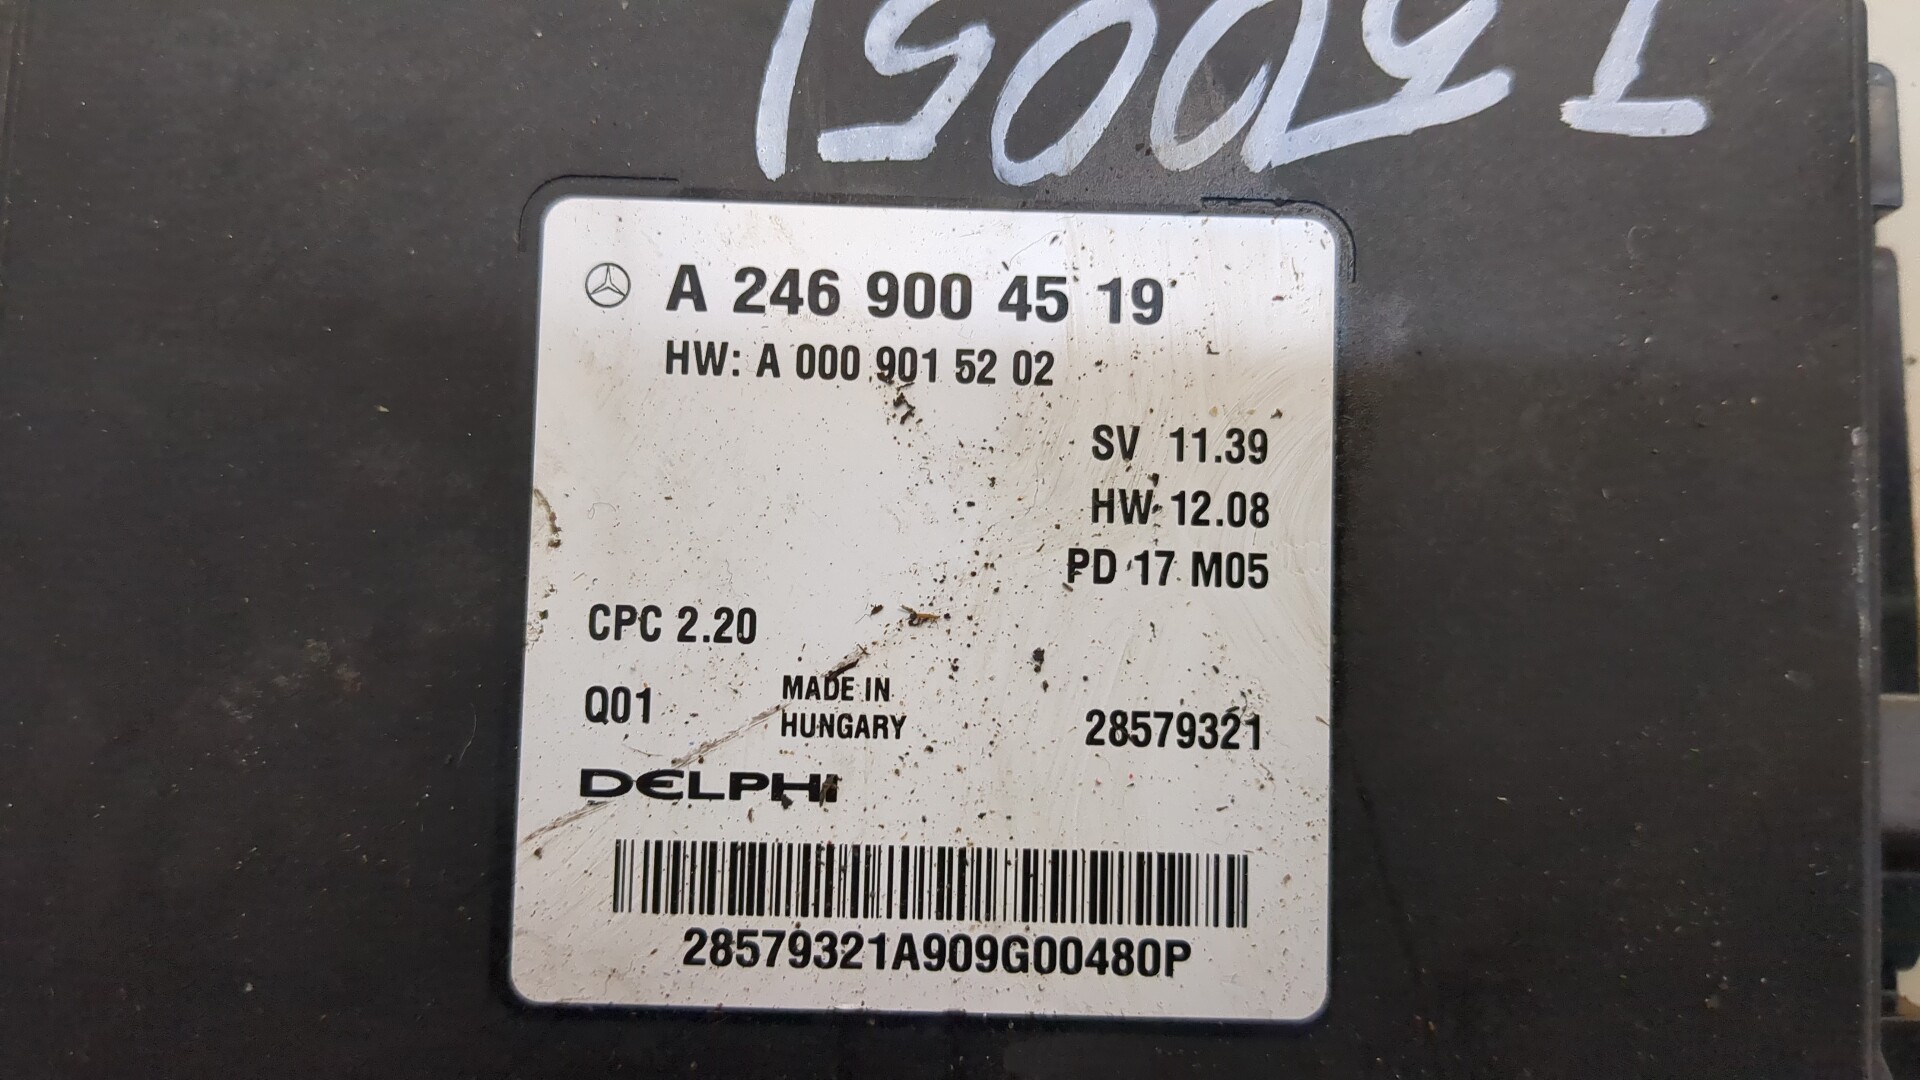 A 246 900 45 19
HW: A 000 901 52 02
SV 11.39
HW 12.08
PD 17 M05
CPC 2.20
Q01
MADE IN
HUNGARY
28579321
DELPHI
28579321A909G00480P